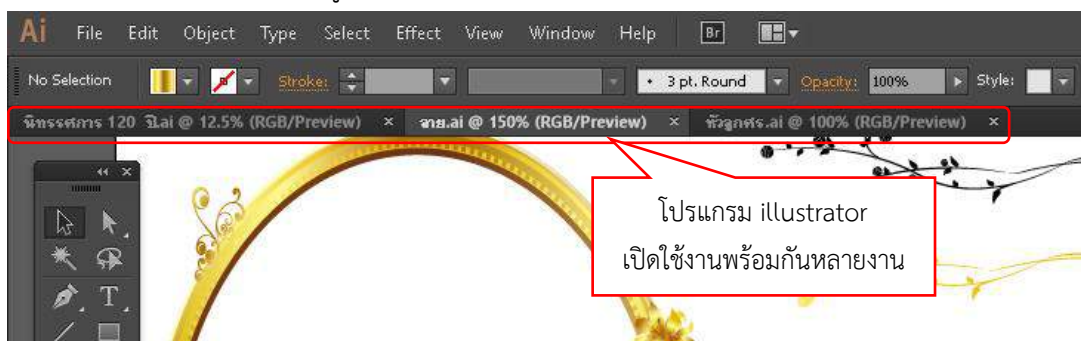 Ai File Edit Object Type Select Effect View Window Help Br
No Selection Stroke: 3 pt. Round Opacity: 100% Style:
นิทรรศการ 120 ปี.ai @ 12.5% (RGB/Preview) × ลาย.ai @ 150% (RGB/Preview) × หัวลูกศร.ai @ 100% (RGB/Preview) ×
โปรแกรม illustrator
เปิดใช้งานพร้อมกันหลายงาน
T